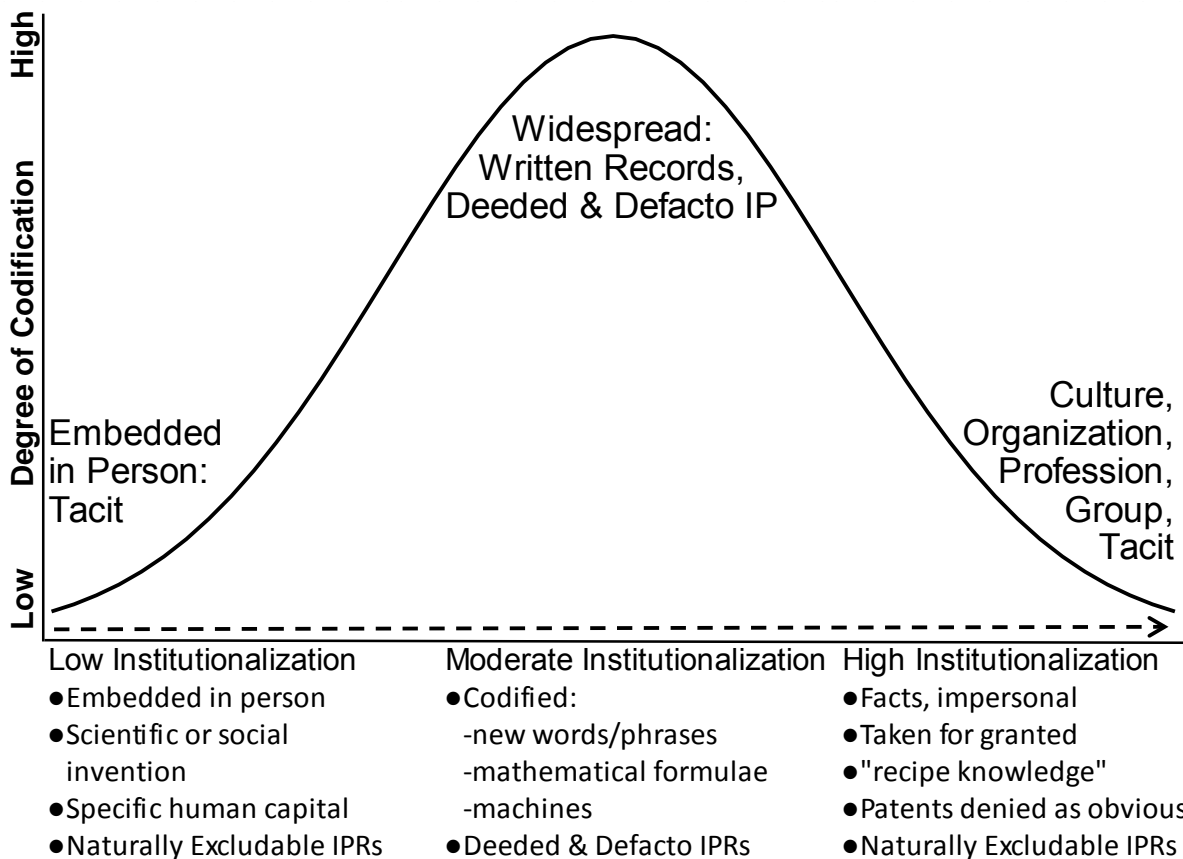 High
Degree of Codification
Low
Widespread:
Written Records,
Deeded & Defacto IP
Embedded
in Person:
Tacit
Culture,
Organization,
Profession,
Group,
Tacit
Low Institutionalization
●Embedded in person
●Scientific or social
invention
●Specific human capital
●Naturally Excludable IPRs
Moderate Institutionalization
●Codified:
-new words/phrases
-mathematical formulae
-machines
●Deeded & Defacto IPRs
High Institutionalization
●Facts, impersonal
●Taken for granted
●"recipe knowledge"
●Patents denied as obvious
●Naturally Excludable IPRs